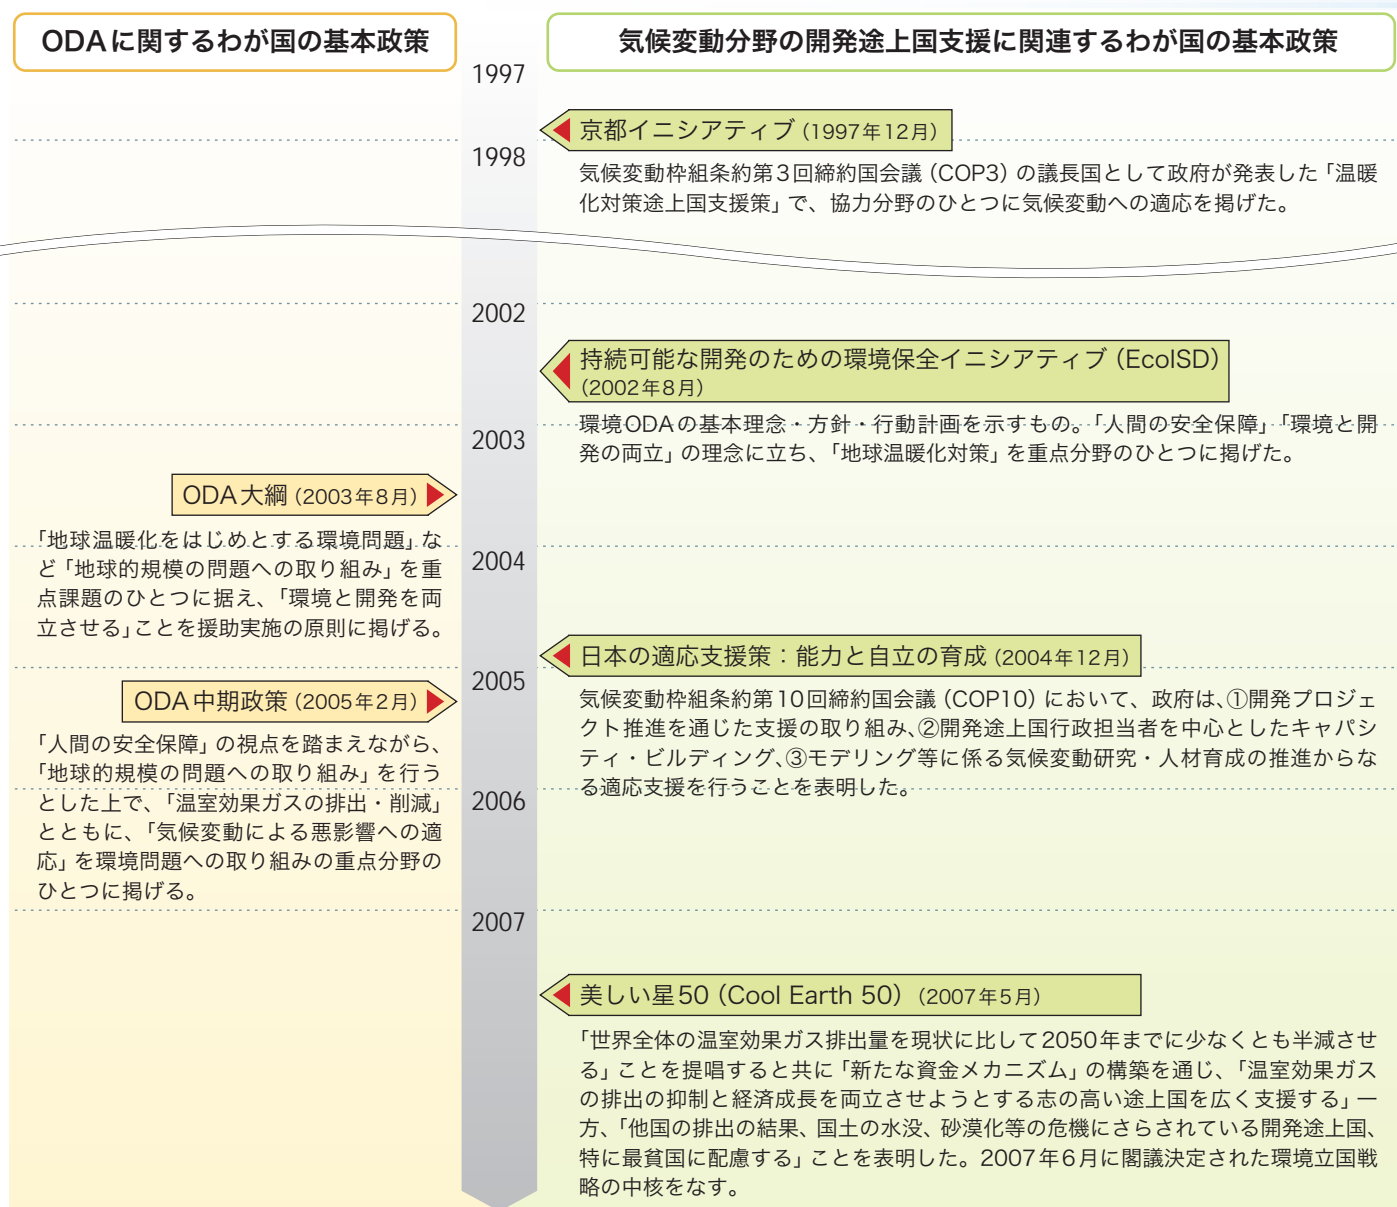 ODAに関するわが国の基本政策
気候変動分野の開発途上国支援に関連するわが国の基本政策
1997
京都イニシアティブ（1997年12月）
1998
気候変動枠組条約第3回締約国会議（COP3）の議長国として政府が発表した「温暖
化対策途上国支援策」で、協力分野のひとつに気候変動への適応を掲げた。
2002
持続可能な開発のための環境保全イニシアティブ（EcoISD）
（2002年8月）
環境ODAの基本理念・方針・行動計画を示すもの。「人間の安全保障」「環境と開
発の両立」の理念に立ち、「地球温暖化対策」を重点分野のひとつに掲げた。
2003
ODA大綱（2003年8月）
「地球温暖化をはじめとする環境問題」な
ど「地球的規模の問題への取り組み」を重
点課題のひとつに据え、「環境と開発を両
立させる」ことを援助実施の原則に掲げる。
2004
日本の適応支援策：能力と自立の育成（2004年12月）
2005
気候変動枠組条約第10回締約国会議（COP10）において、政府は、①開発プロジェ
クト推進を通じた支援の取り組み、②開発途上国行政担当者を中心としたキャパシ
ティ・ビルディング、③モデリング等に係る気候変動研究・人材育成の推進からな
る適応支援を行うことを表明した。
ODA中期政策（2005年2月）
「人間の安全保障」の視点を踏まえながら、
「地球的規模の問題への取り組み」を行う
とした上で、「温室効果ガスの排出・削減」
とともに、「気候変動による悪影響への適
応」を環境問題への取り組みの重点分野の
ひとつに掲げる。
2006
2007
美しい星50（Cool Earth 50）（2007年5月）
「世界全体の温室効果ガス排出量を現状に比して2050年までに少なくとも半減させ
る」ことを提唱すると共に「新たな資金メカニズム」の構築を通じ、「温室効果ガス
の排出の抑制と経済成長を両立させようとする志の高い途上国を広く支援する」一
方、「他国の排出の結果、国土の水没、砂漠化等の危機にさらされている開発途上国、
特に最貧国に配慮する」ことを表明した。2007年6月に閣議決定された環境立国戦
略の中核をなす。